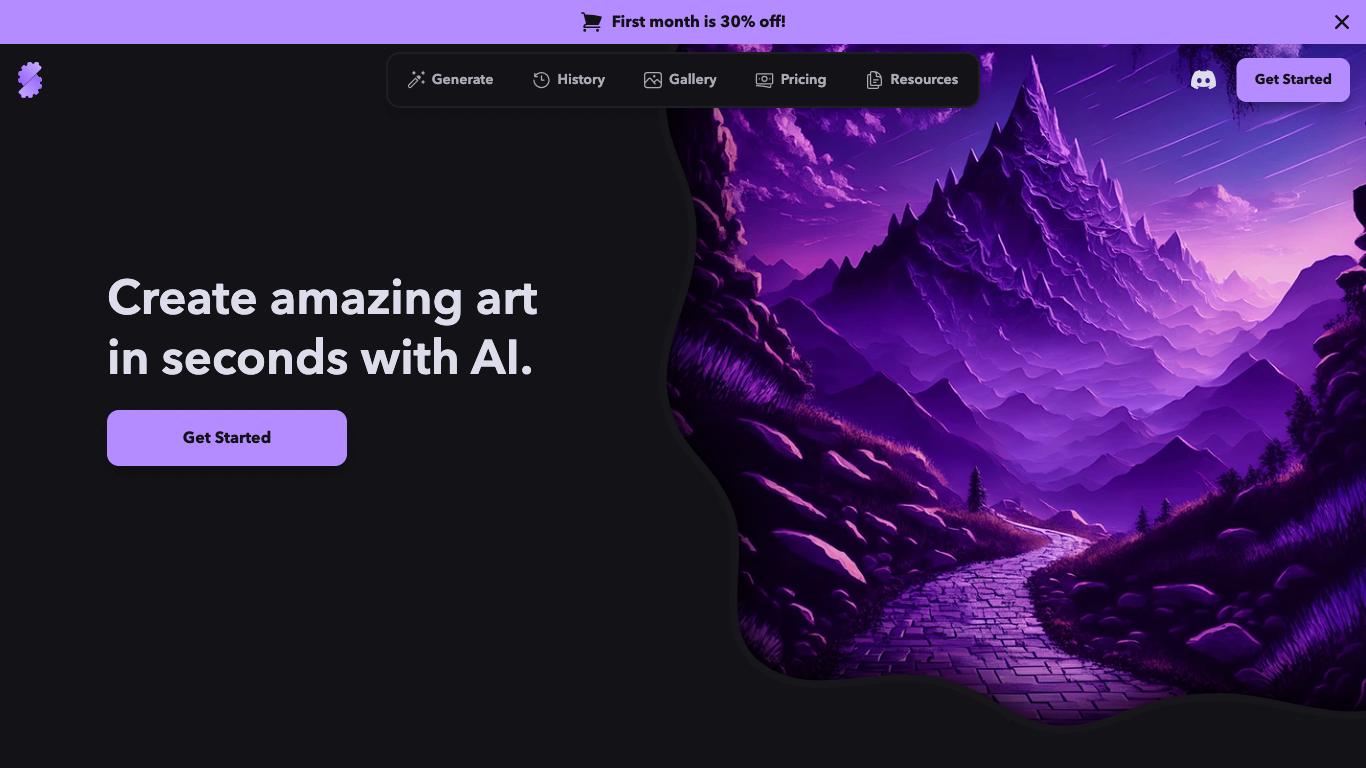 First month is 30% off!
Generate
History
Gallery
Pricing
Resources
Get Started
Create amazing art
in seconds with AI.
Get Started